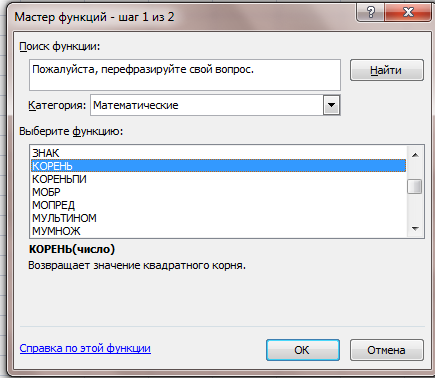 Мастер функций - шаг 1 из 2
Поиск функции:
Пожалуйста, перефразируйте свой вопрос.
Найти
Категория: Математические
Выберите функцию:
ЗНАК
КОРЕНЬ
КОРЕНЬПИ
МОБР
МОПРЕД
МУЛЬТИНОМ
МУМНОЖ
КОРЕНЬ(число)
Возвращает значение квадратного корня.
Справка по этой функции
ОК
Отмена